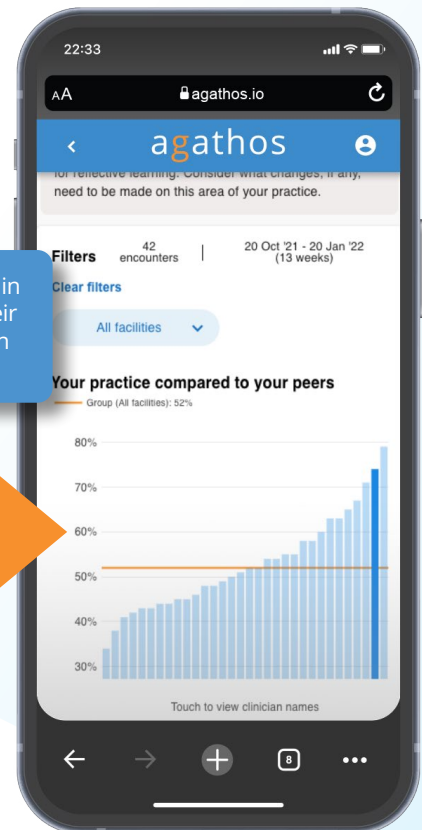 22:33
AA
agathos.io
agathos
for reflective learning. Consider what changes, if any,
need to be made on this area of your practice.
Filters
42
encounters
20 Oct '21 - 20 Jan '22
(13 weeks)
in
Clear filters
All facilities
Your practice compared to your peers
Group (All facilities): 52%
80%
70%
60%
50%
40%
30%
Touch to view clinician names
8